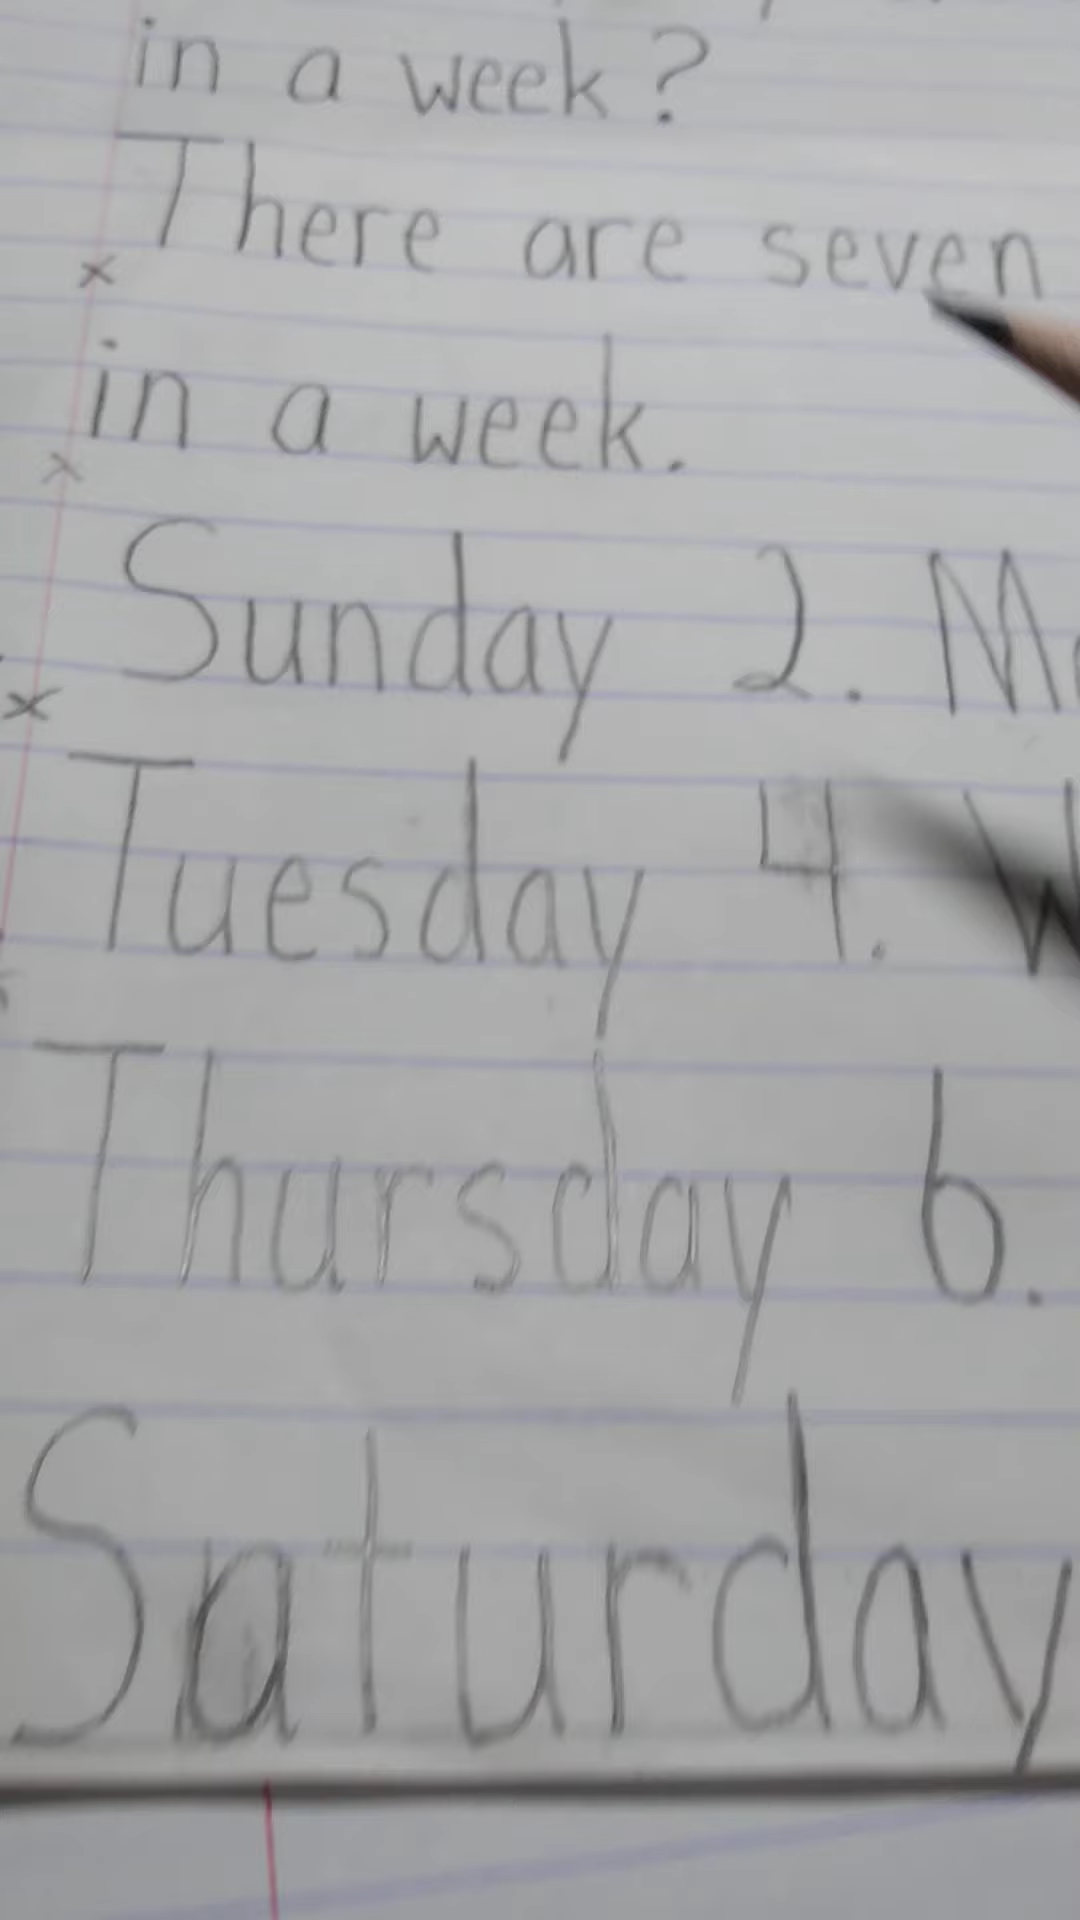 in a week?
There are seven
in a week.
Sunday 2. M
Tuesday 4. W
Thursday 6.
Saturday